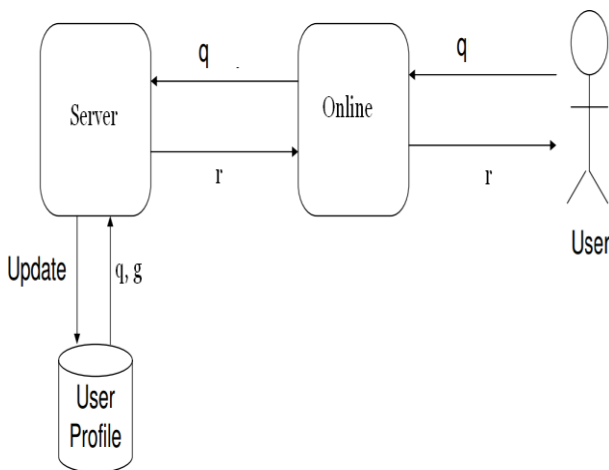 q
q
Server
Online
r
r
User
Update
q, g
User
Profile